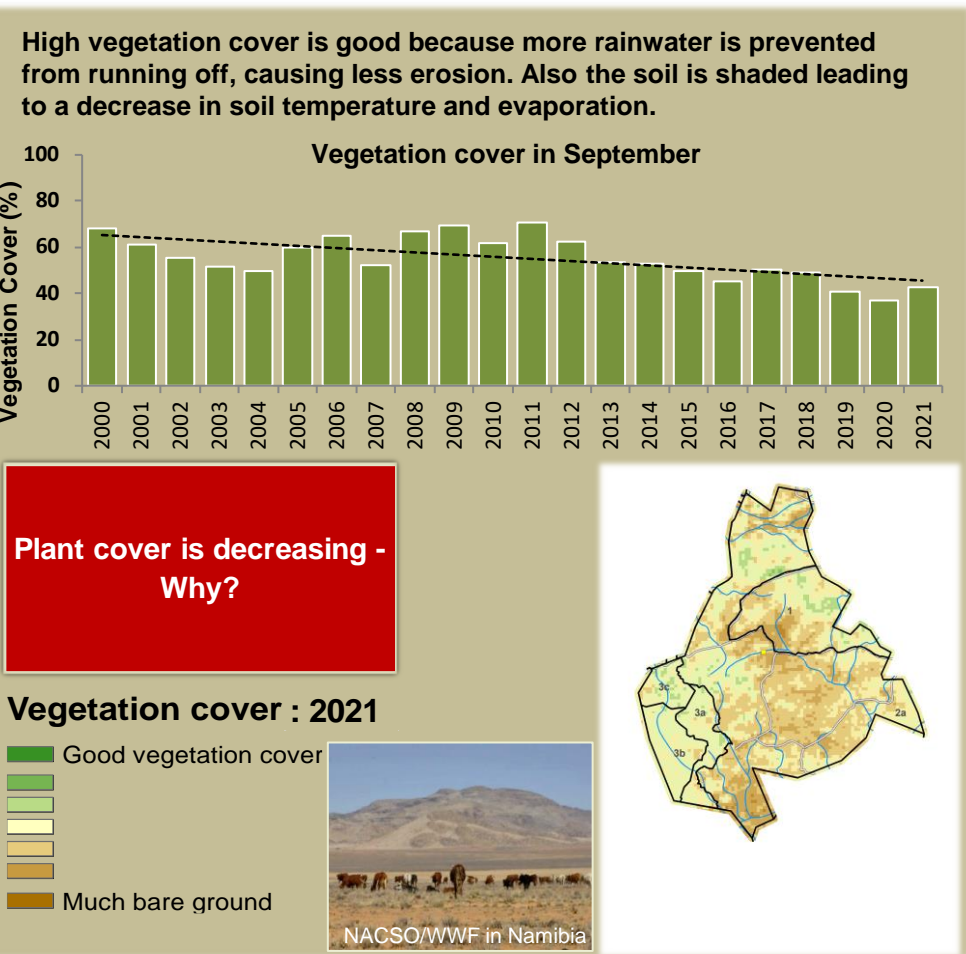 High vegetation cover is good because more rainwater is prevented
from running off, causing less erosion. Also the soil is shaded leading
to a decrease in soil temperature and evaporation.
Vegetation cover in September
Vegetation Cover (%)
100
80
60
40
20
0
2000 2001 2002 2003 2004 2005 2006 2007 2008 2009 2010 2011 2012 2013 2014 2015 2016 2017 2018 2019 2020 2021
Plant cover is decreasing -
Why?
1
2a
3c
3a
3b
Vegetation cover : 2021
Good vegetation cover
Much bare ground
NACSO/WWF in Namibia